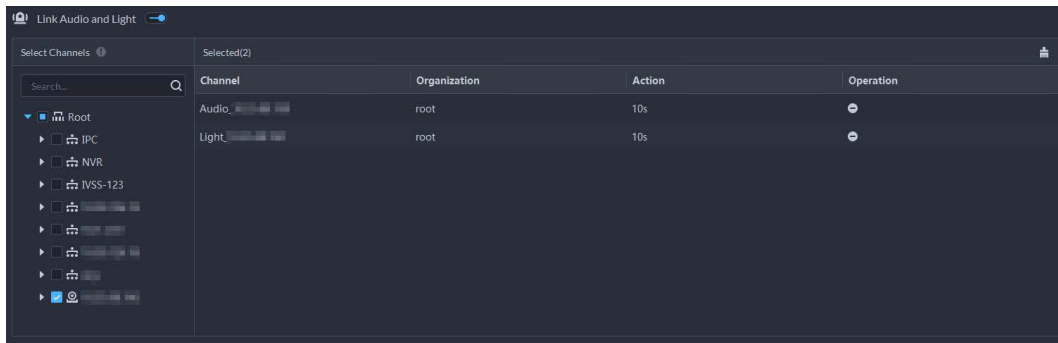 Link Audio and Light
Select Channels
Selected(2)
Search...
Channel Organization Action Operation
Audio_ root 10s
Light_ root 10s
Root
IPC
NVR
IVSS-123